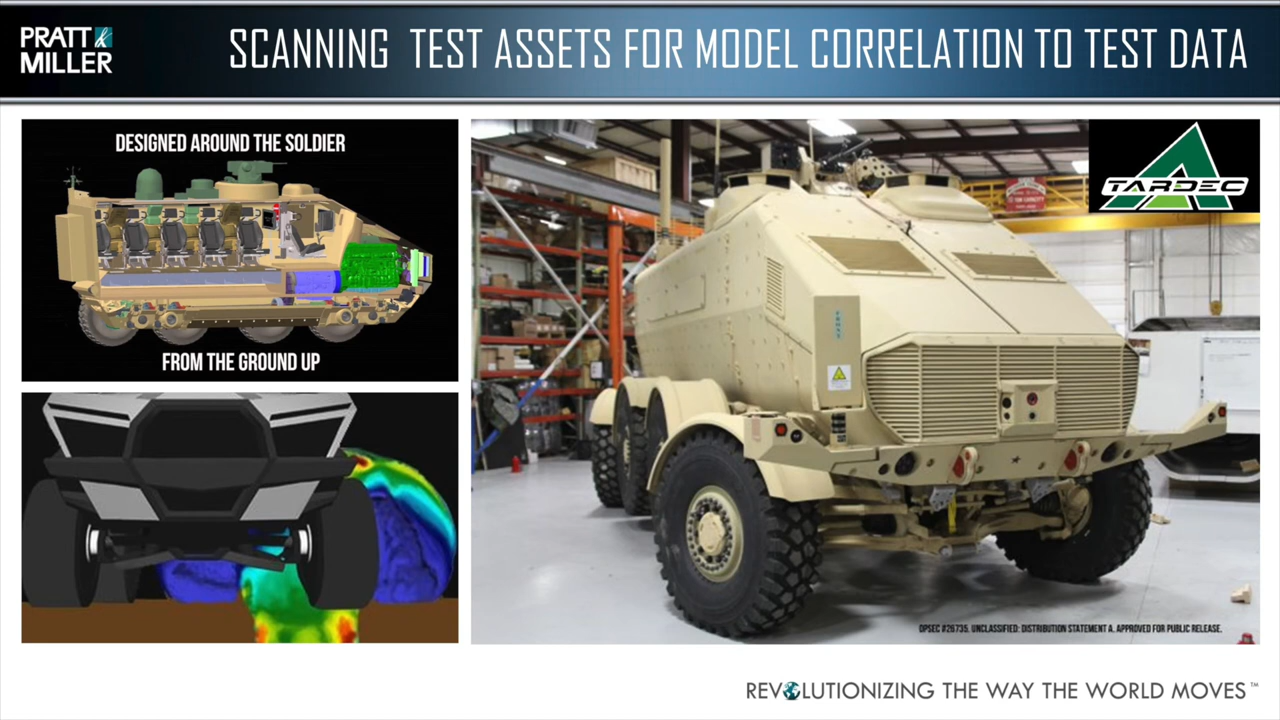 PRATT & MILLER
SCANNING TEST ASSETS FOR MODEL CORRELATION TO TEST DATA
DESIGNED AROUND THE SOLDIER
FROM THE GROUND UP
TARDEC
OPSEC #26735. UNCLASSIFIED: DISTRIBUTION STATEMENT A. APPROVED FOR PUBLIC RELEASE.
REVOLUTIONIZING THE WAY THE WORLD MOVES™